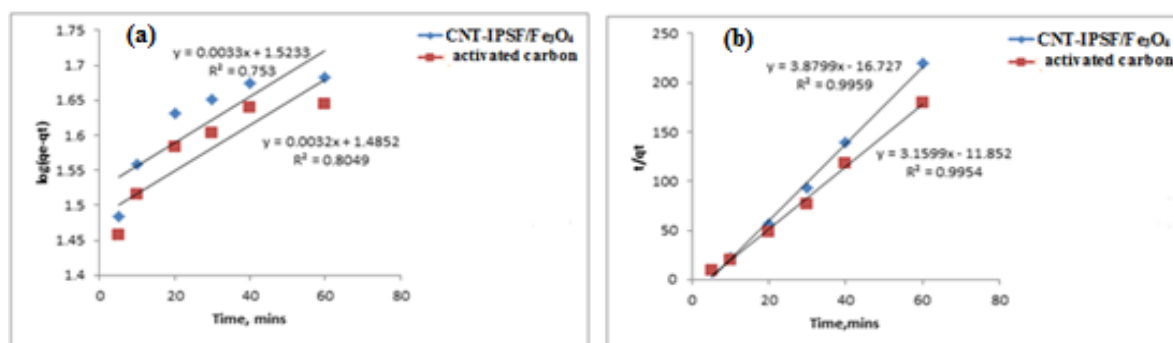 (a)
CNT-IPSF/Fe₃O₄
activated carbon
y = 0.0033x + 1.5233
R² = 0.753
y = 0.0032x + 1.4852
R² = 0.8049
log(qe-qt)
1.75
1.7
1.65
1.6
1.55
1.5
1.45
1.4
0 20 40 60 80
Time, mins
(b)
CNT-IPSF/Fe₃O₄
activated carbon
y = 3.8799x - 16.727
R² = 0.9959
y = 3.1599x - 11.852
R² = 0.9954
t/qt
250
200
150
100
50
0
0 20 40 60 80
Time,mins